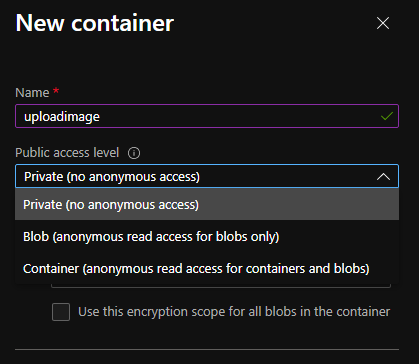 New container
Name *
uploadimage
Public access level
Private (no anonymous access)
Private (no anonymous access)
Blob (anonymous read access for blobs only)
Container (anonymous read access for containers and blobs)
Use this encryption scope for all blobs in the container